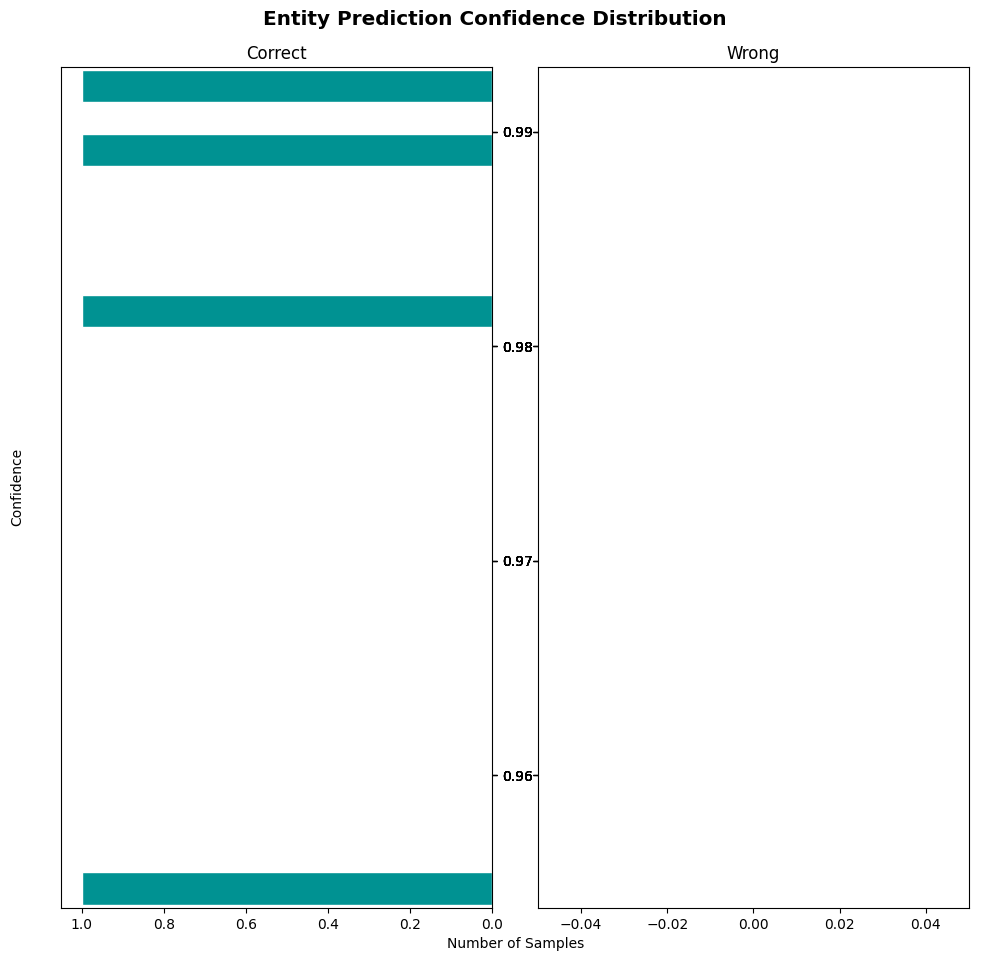 Entity Prediction Confidence Distribution
Correct
Wrong
0.99
0.98
0.97
0.96
Confidence
1.0 0.8 0.6 0.4 0.2 0.0
−0.04 −0.02 0.00 0.02 0.04
Number of Samples